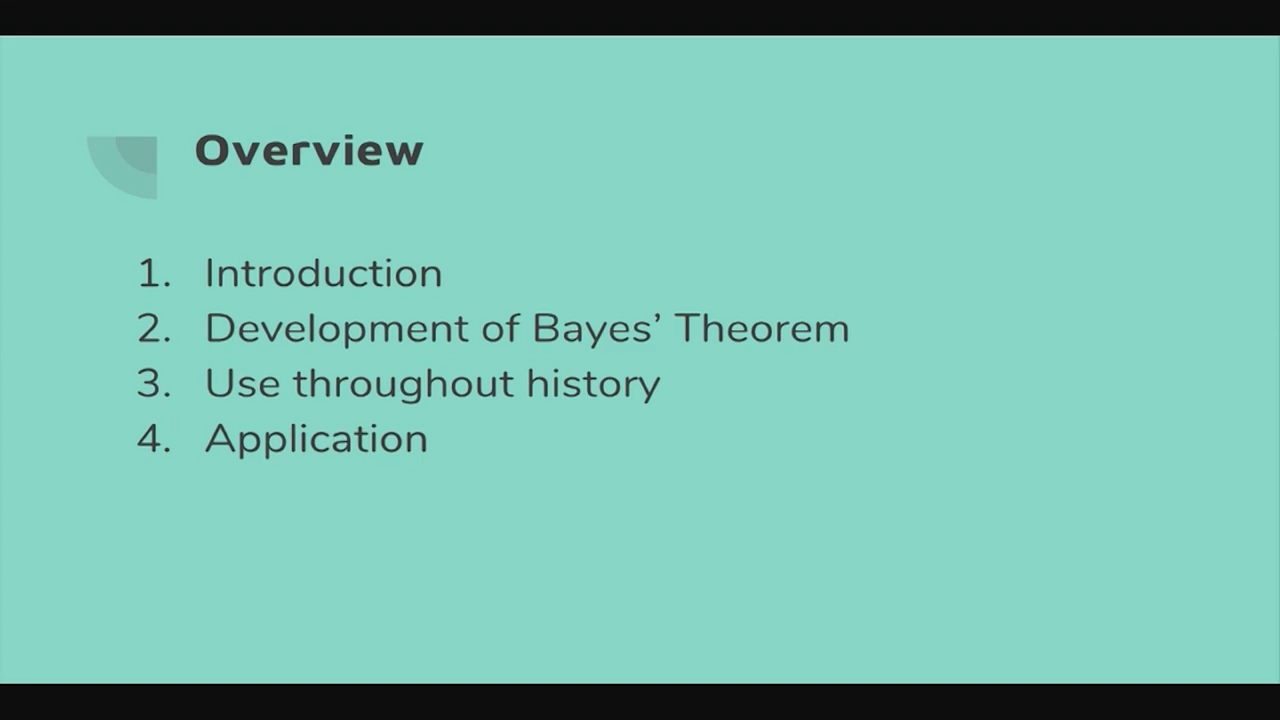 Overview
1. Introduction
2. Development of Bayes’ Theorem
3. Use throughout history
4. Application